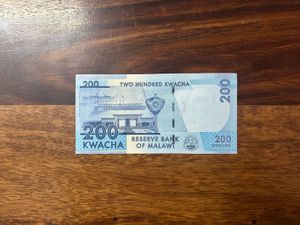 200
TWO HUNDRED KWACHA
200
200
KWACHA
RESERVE BANK
OF MALAWI
200
KWACHA